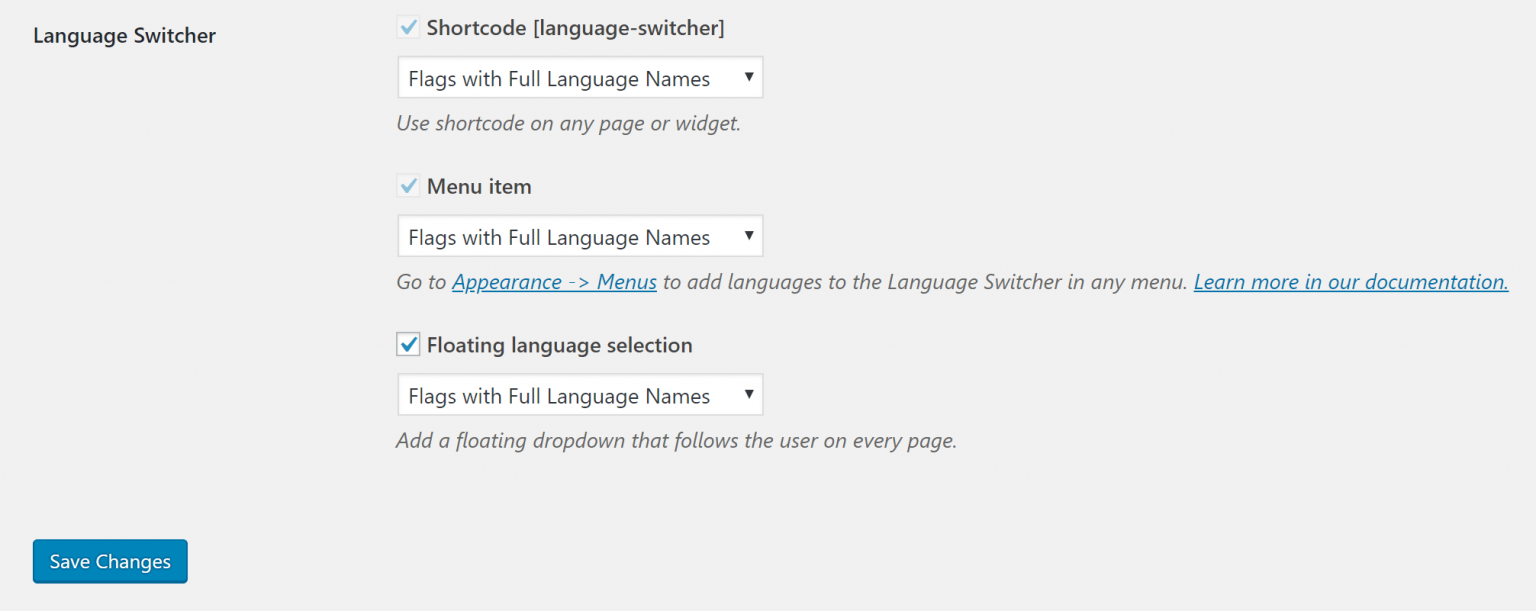 Language Switcher
Shortcode [language-switcher]
Flags with Full Language Names
Use shortcode on any page or widget.
Menu item
Flags with Full Language Names
Go to Appearance -> Menus to add languages to the Language Switcher in any menu. Learn more in our documentation.
Floating language selection
Flags with Full Language Names
Add a floating dropdown that follows the user on every page.
Save Changes